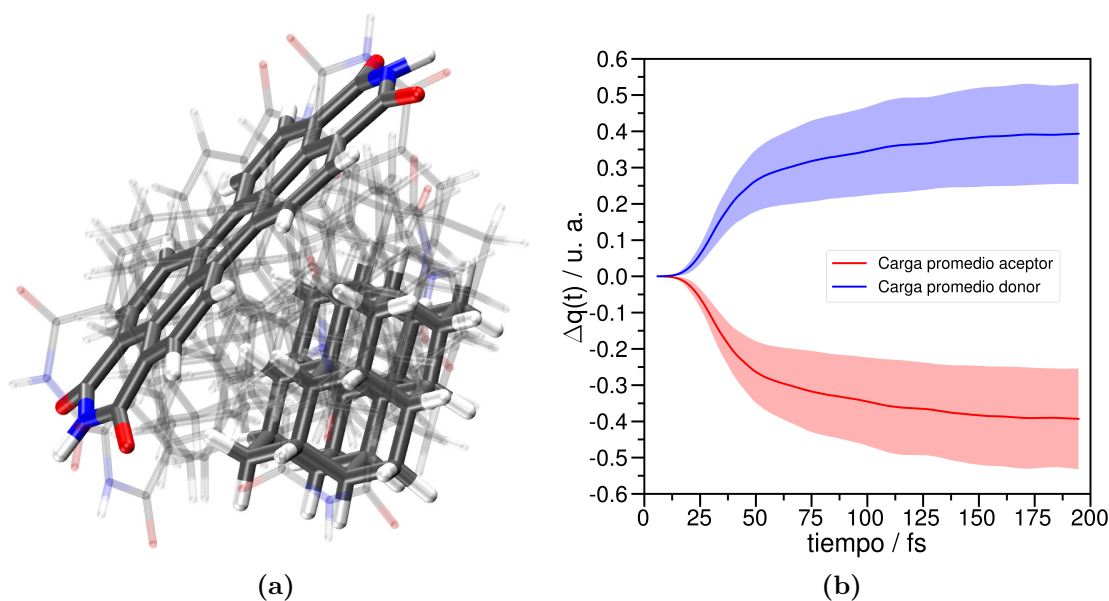 0.6
0.5
0.4
0.3
0.2
0.1
0.0
-0.1
-0.2
-0.3
-0.4
-0.5
-0.6
Δq(t) / u. a.
Carga promedio aceptor
Carga promedio donor
0 25 50 75 100 125 150 175 200
tiempo / fs
(a) (b)